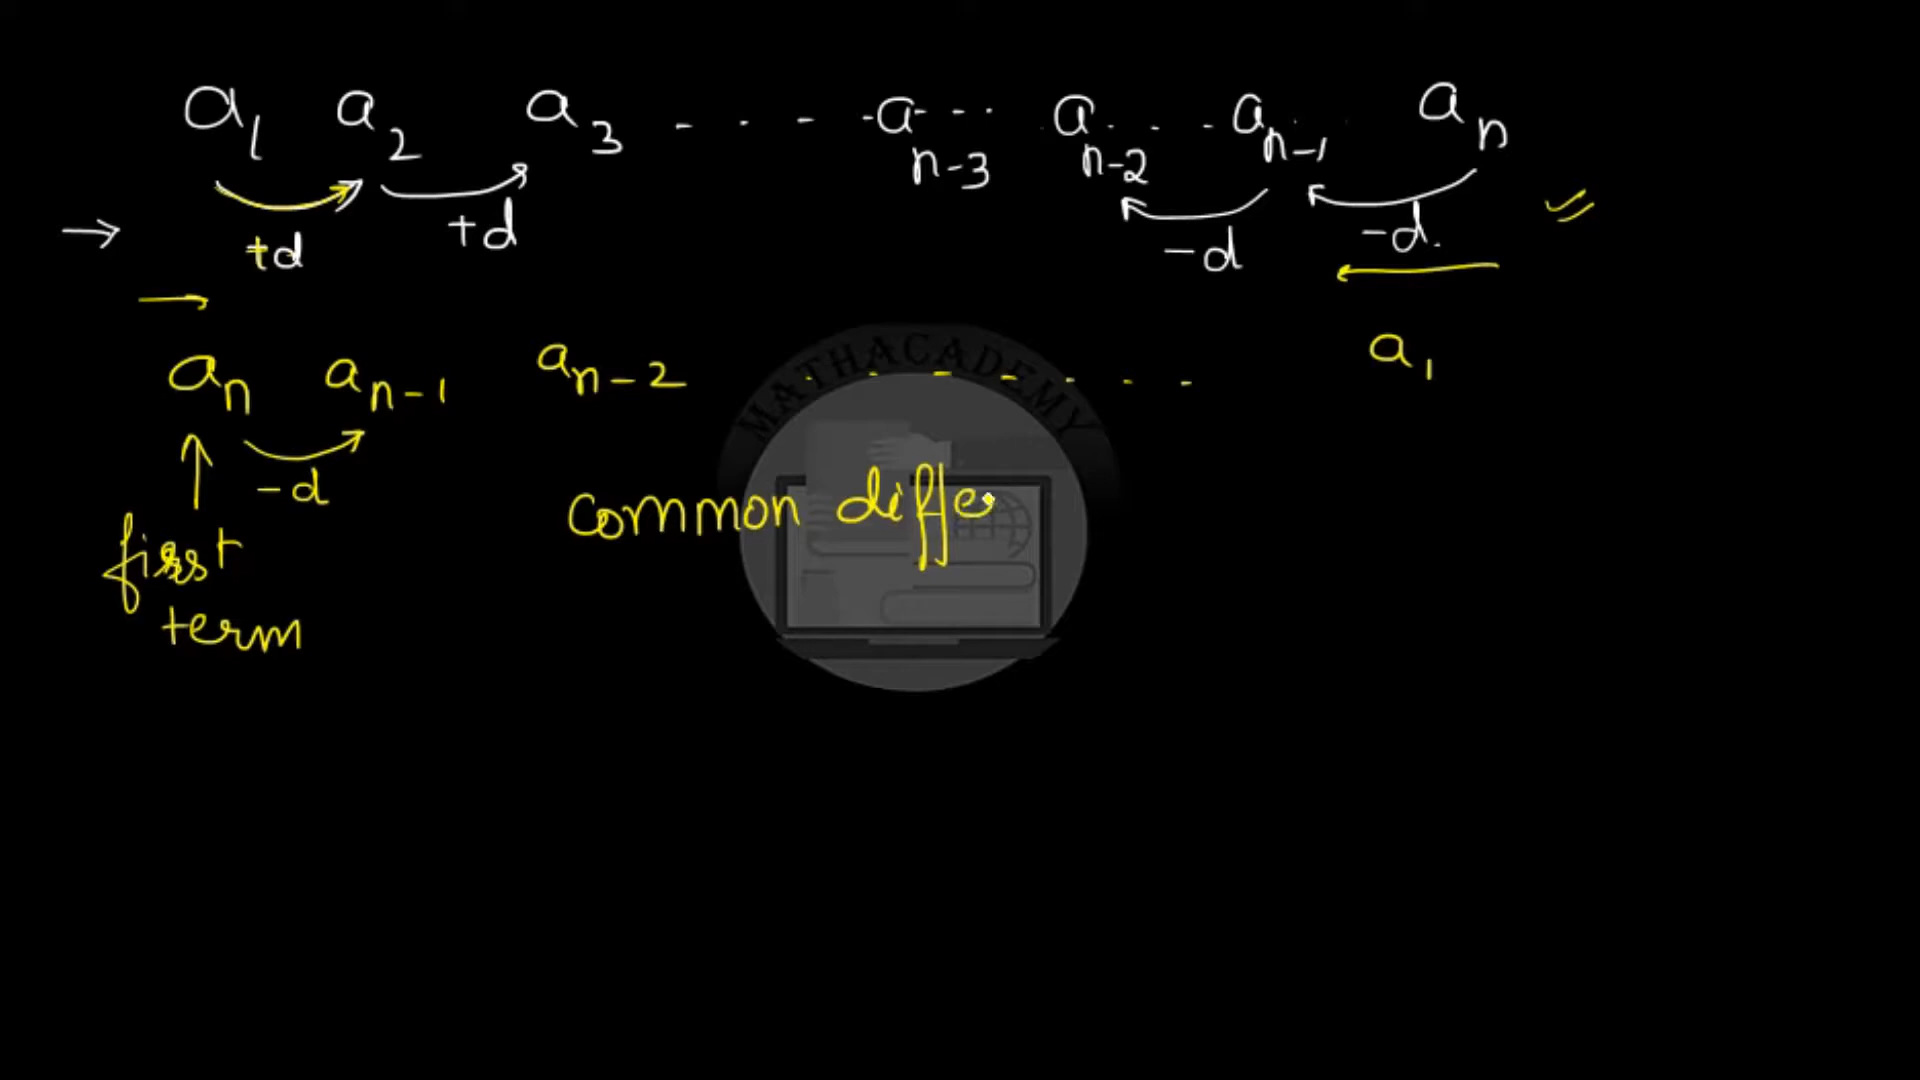 a₁ a₂ a₃ - - - - -a - - · aₙ₋₃ a. . . - aₙ₋₂ aₙ₋₁ aₙ
→ +d +d -d -d.
aₙ aₙ₋₁ aₙ₋₂ - - - - - - - a₁
MATHACADEMY
-d
common diffe
first
term